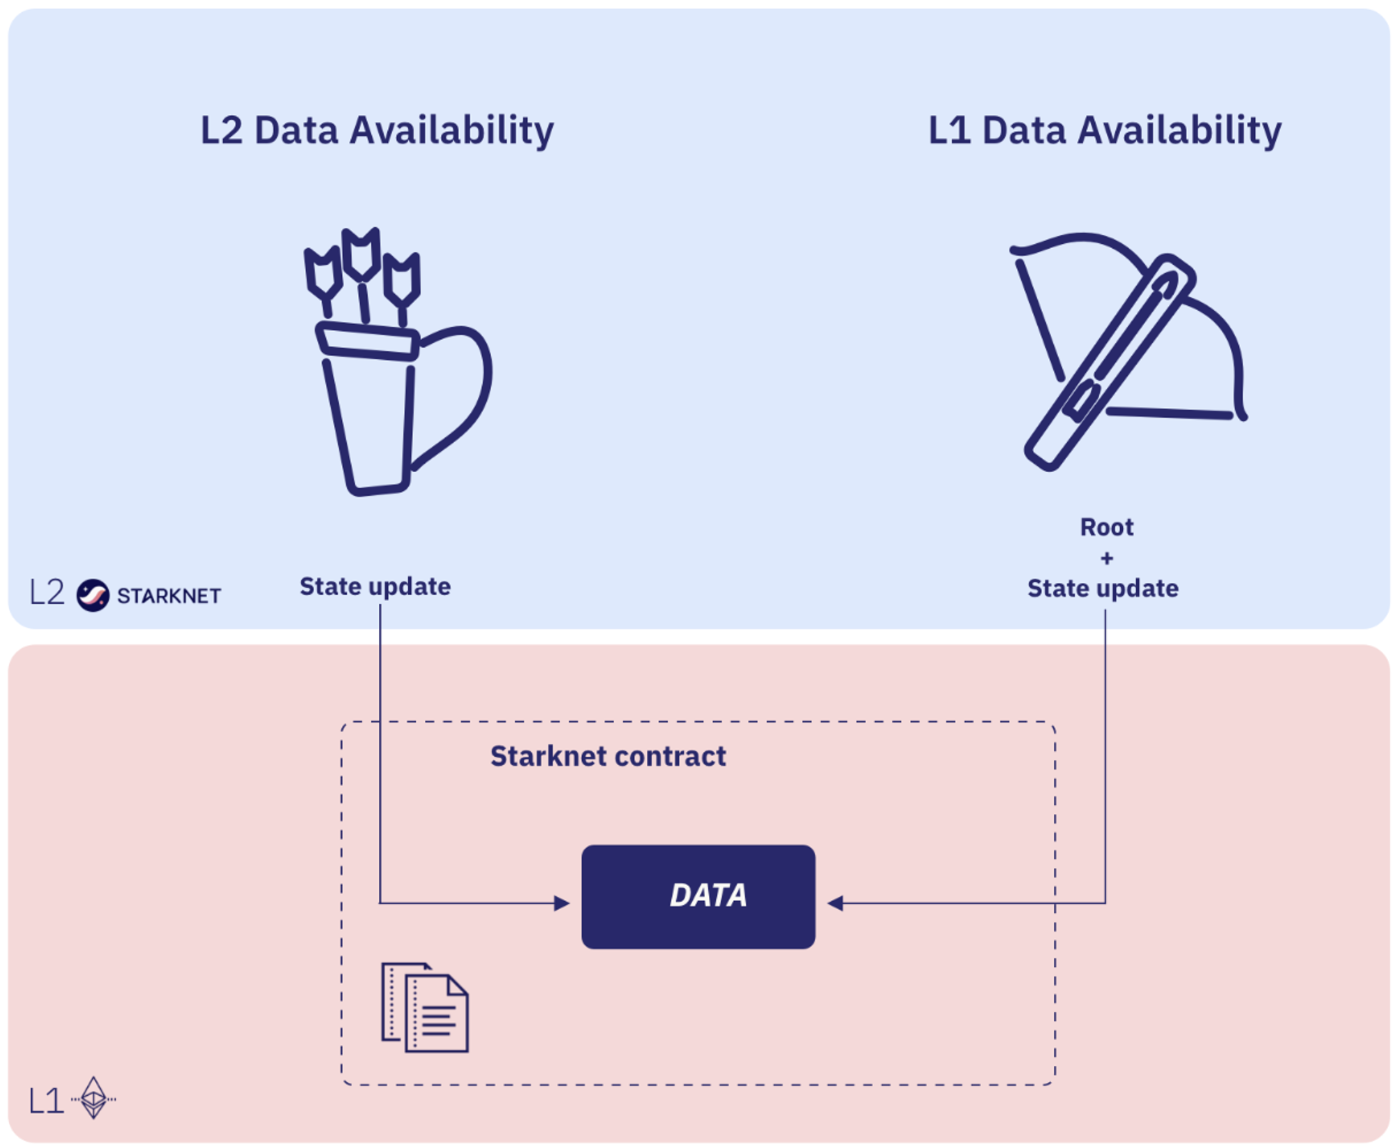 L2 Data Availability
L1 Data Availability
Root
+
State update
State update
L2 STARKNET
Starknet contract
DATA
L1